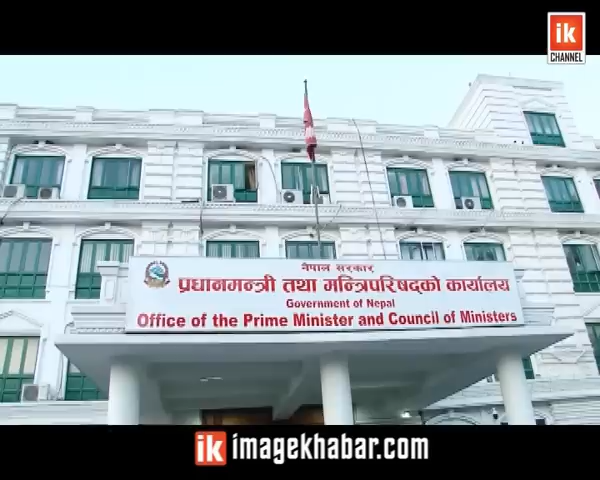 ik
CHANNEL
नेपाल सरकार
प्रधानमन्त्री तथा मन्त्रिपरिषद्को कार्यालय
Government of Nepal
Office of the Prime Minister and Council of Ministers
ik imagekhabar.com